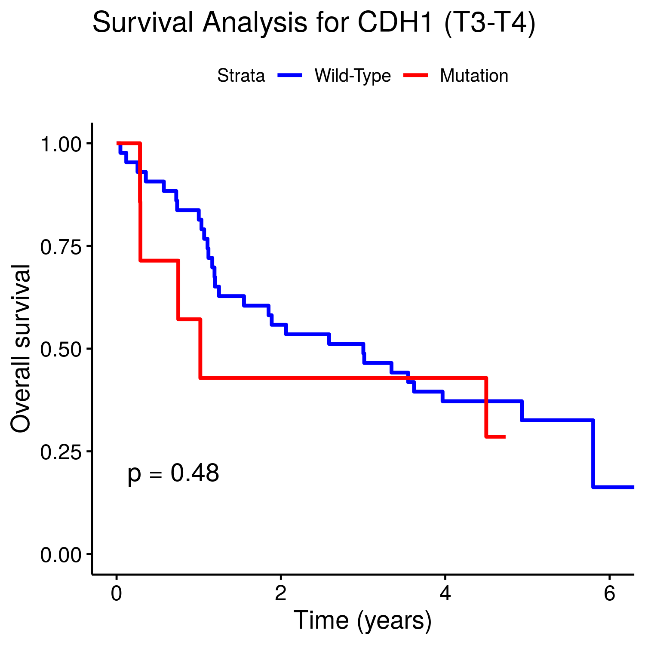 Survival Analysis for CDH1 (T3-T4)
Strata Wild-Type Mutation
Overall survival
1.00
0.75
0.50
0.25
0.00
p = 0.48
0 2 4 6
Time (years)